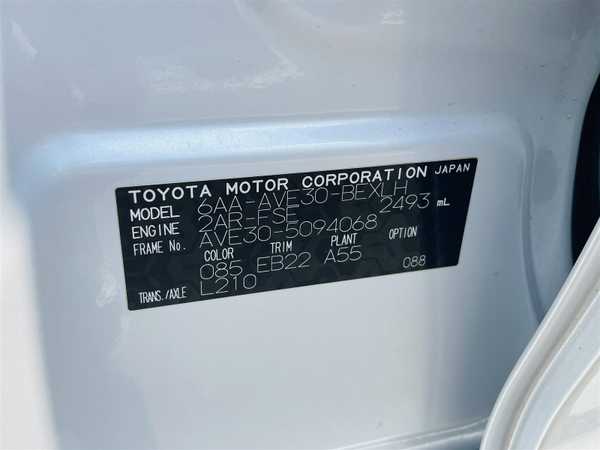 TOYOTA MOTOR CORPORATION JAPAN
MODEL 6AA-AVE30-BEXLH
ENGINE 2AR-FSE 2493 mL
FRAME No. AVE30-5094068
COLOR TRIM PLANT OPTION
085 EB22 A55 088
TRANS./AXLE L210